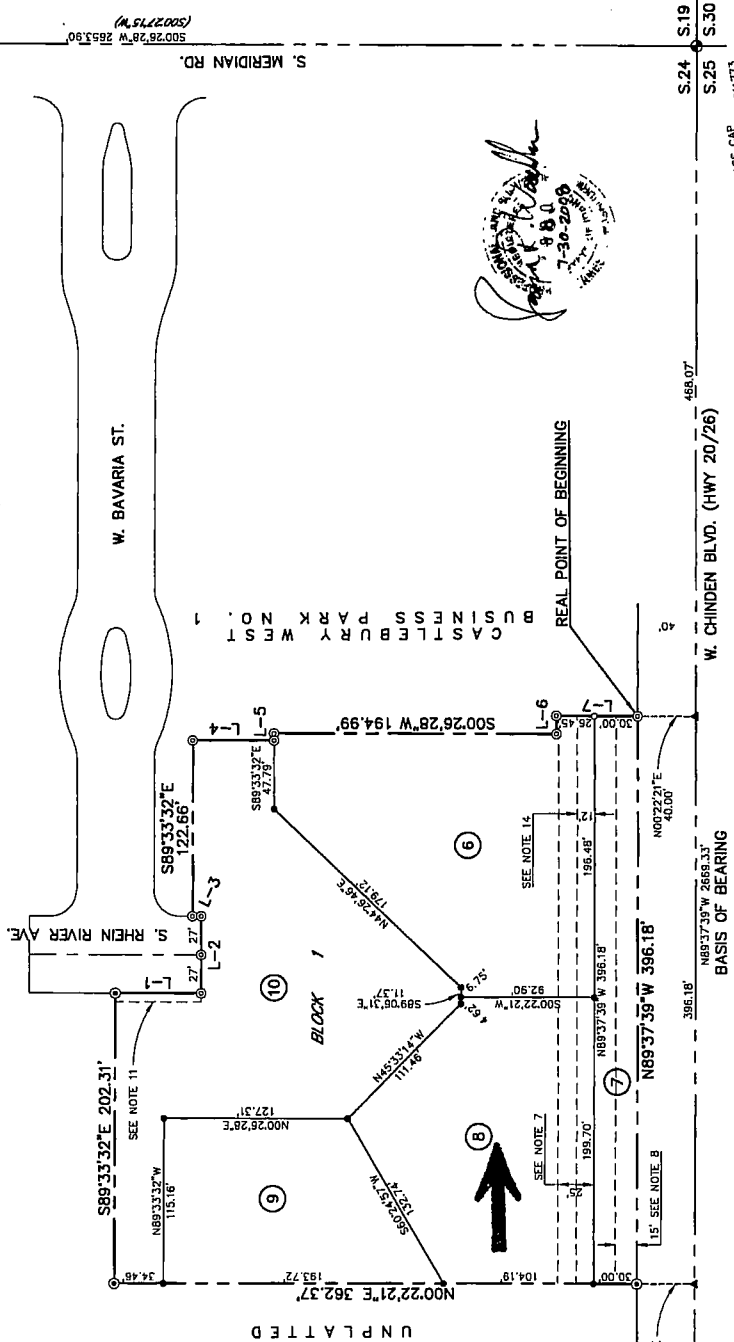 S00°26'28"W 2653.90'
(S00°27'15"W)
S. MERIDIAN RD.
S.19
S.30
S.24
S.25
W. BAVARIA ST.
7-30-2008
468.07'
W. CHINDEN BLVD. (HWY 20/26)
CASTLEBURY WEST
BUSINESS PARK NO. 1
REAL POINT OF BEGINNING
40'
L-4
L-5
S00°26'28"W 194.99'
L-6
L-7
26.45'
30.00'
S89°33'32"E
122.66'
S89°33'32"E
47.79'
N00°22'21"E
40.00'
S. RHEIN RIVER AVE.
L-3
27'
L-2
27'
L-1
SEE NOTE 14
12'
196.48'
6
N44°26'46"E
179.12'
10
BLOCK 1
S89°05'31"E
11.37'
6.75'
4.62'
S00°22'21"W
92.90'
N89°37'39"W 396.18'
N89°37'39"W 396.18'
N89°37'39"W 2669.33'
BASIS OF BEARING
396.18'
SEE NOTE 11
S89°33'32"E 202.31'
N45°33'14"W
111.46'
N00°26'28"E
127.31'
7
8
SEE NOTE 7
199.70'
25'
N89°33'32"W
115.16'
9
S60°24'57"W
132.74'
15' SEE NOTE 8
34.46'
193.72'
104.19'
30.00'
N00°22'21"E 362.37'
UNPLATTED